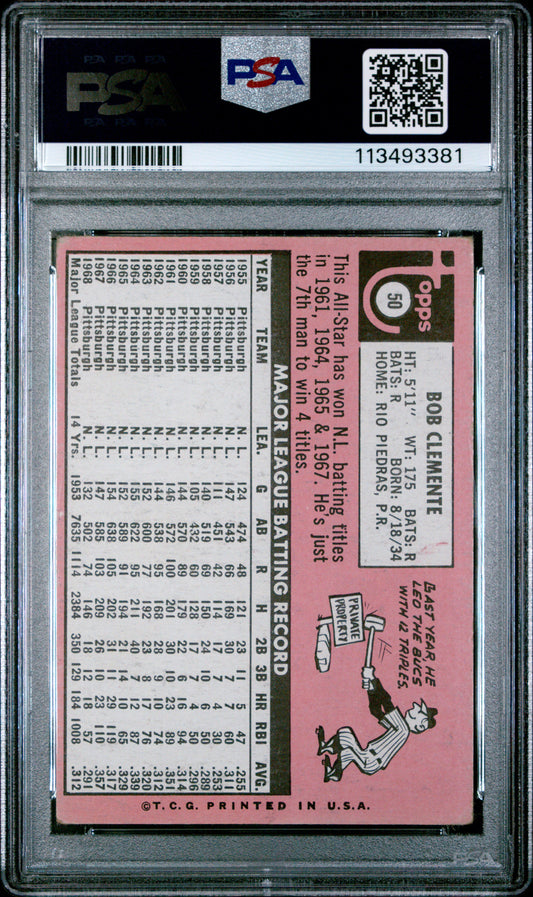 PSA
PSA
113493381
Topps
50
BOB CLEMENTE
HT: 5'11" WT: 175 BATS: R
BATS: R BORN: 8/18/34
HOME: RIO PIEDRAS, P.R.
LAST YEAR, HE
LED THE BUCS
WITH 12 TRIPLES.
PRIVATE
PROPERTY
This All-Star has won N.L. batting titles
in 1961, 1964, 1965 & 1967. He's just
the 7th man to win 4 titles.
MAJOR LEAGUE BATTING RECORD
YEAR TEAM LEA. G AB R H 2B 3B HR RBI AVG.
1955 Pittsburgh N. L. 124 474 48 121 23 11 5 47 .255
1956 Pittsburgh N. L. 147 543 66 169 30 7 7 60 .311
1957 Pittsburgh N. L. 111 451 42 114 17 7 4 30 .253
1958 Pittsburgh N. L. 140 519 69 150 24 10 6 50 .289
1959 Pittsburgh N. L. 105 432 60 128 17 7 4 50 .296
1960 Pittsburgh N. L. 144 570 89 179 22 6 16 94 .314
1961 Pittsburgh N. L. 146 572 100 201 30 10 23 89 .351
1962 Pittsburgh N. L. 144 538 95 168 28 9 10 74 .312
1963 Pittsburgh N. L. 152 600 77 192 23 8 17 76 .320
1964 Pittsburgh N. L. 155 622 95 211 40 7 12 87 .339
1965 Pittsburgh N. L. 152 589 91 194 21 14 10 65 .329
1966 Pittsburgh N. L. 154 638 105 202 31 11 29 119 .317
1967 Pittsburgh N. L. 147 585 103 209 26 10 23 110 .357
1968 Pittsburgh N. L. 132 502 74 146 18 12 18 57 .291
Major League Totals 14 Yrs. 1953 7635 1114 2384 350 129 184 1008 .312
©T.C.G. PRINTED IN U.S.A.
PSA